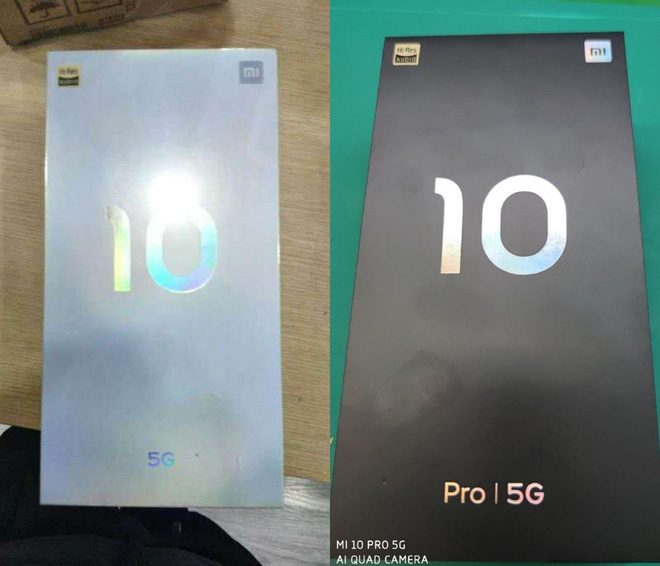 Hi-Res
AUDIO
mi
10
5G
Hi-Res
AUDIO
mi
10
Pro | 5G
MI 10 PRO 5G
AI QUAD CAMERA